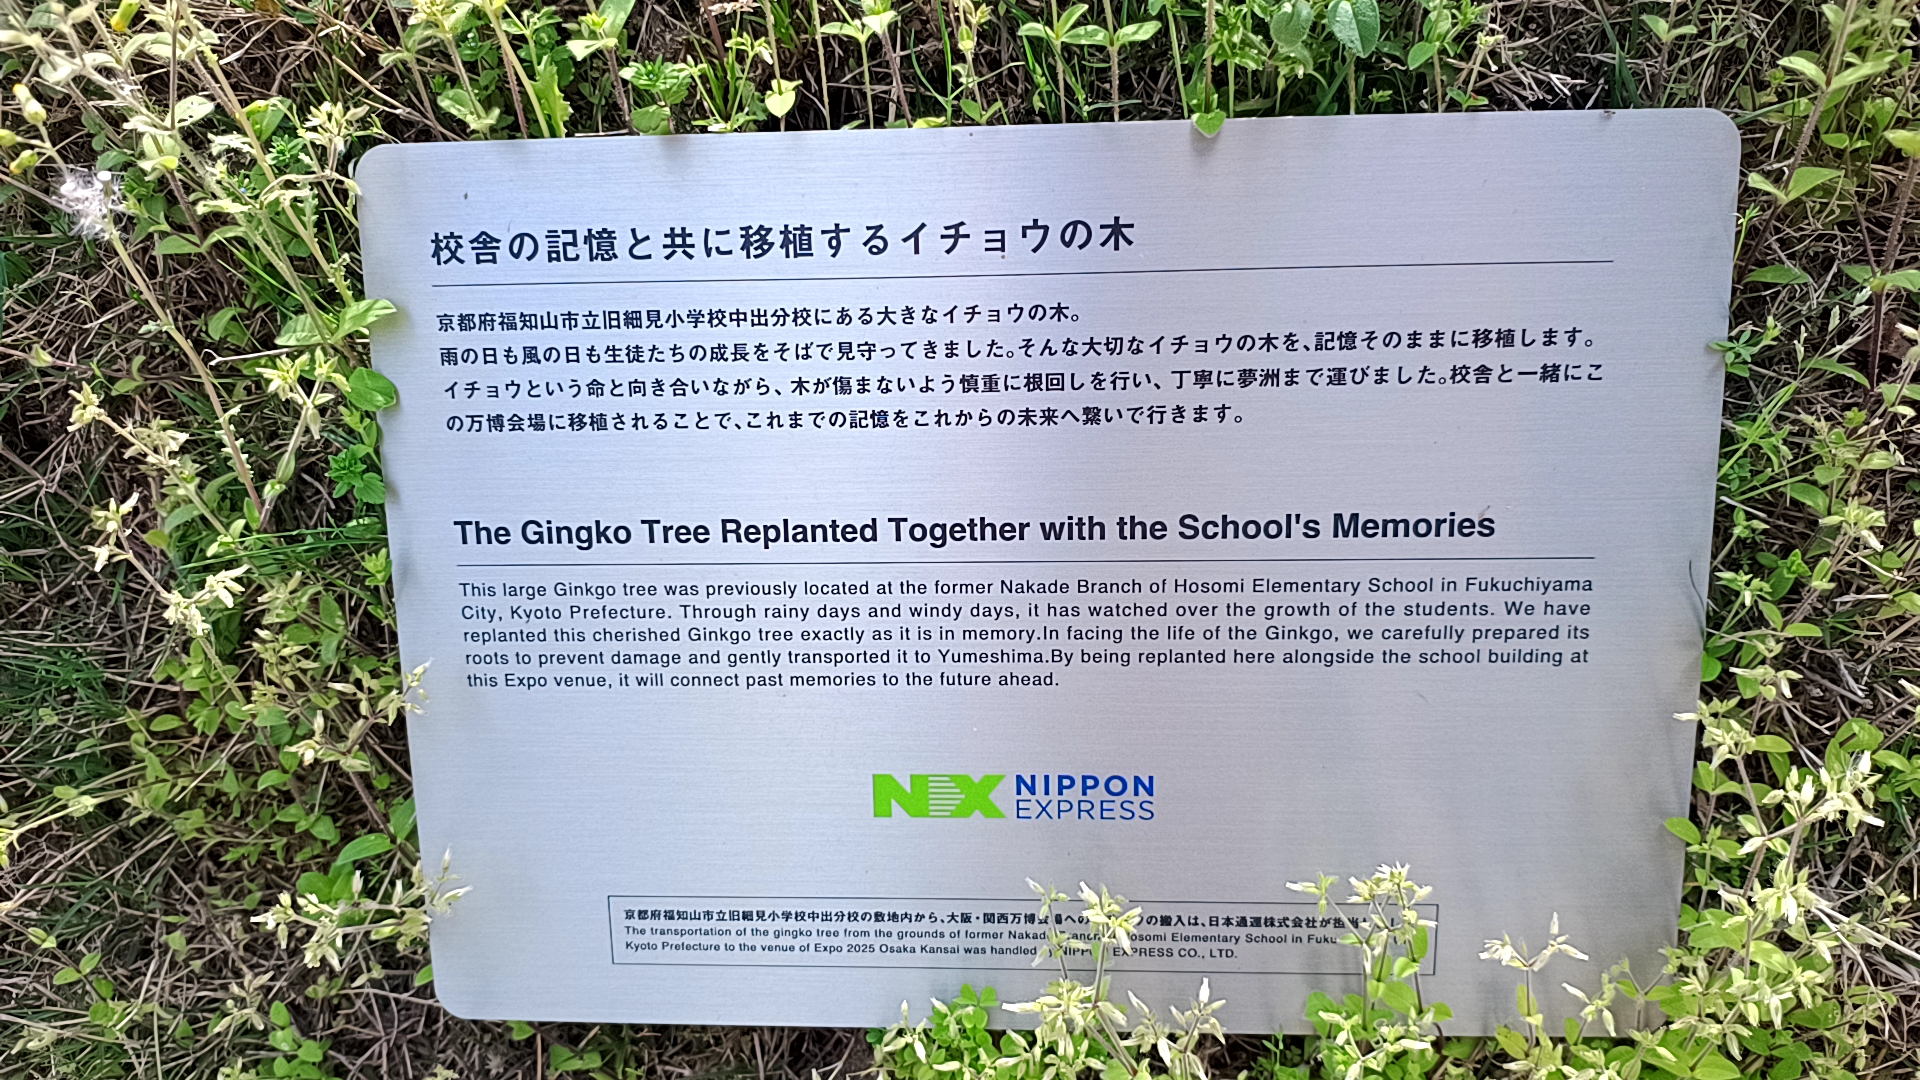 校舎の記憶と共に移植するイチョウの木
京都府福知山市立旧細見小学校中出分校にある大きなイチョウの木。
雨の日も風の日も生徒たちの成長をそばで見守ってきました。そんな大切なイチョウの木を、記憶そのままに移植します。
イチョウという命と向き合いながら、木が傷まないよう慎重に根回しを行い、丁寧に夢洲まで運びました。校舎と一緒にこ
の万博会場に移植されることで、これまでの記憶をこれからの未来へ繋いで行きます。
The Gingko Tree Replanted Together with the School's Memories
This large Ginkgo tree was previously located at the former Nakade Branch of Hosomi Elementary School in Fukuchiyama
City, Kyoto Prefecture. Through rainy days and windy days, it has watched over the growth of the students. We have
replanted this cherished Ginkgo tree exactly as it is in memory.In facing the life of the Ginkgo, we carefully prepared its
roots to prevent damage and gently transported it to Yumeshima.By being replanted here alongside the school building at
this Expo venue, it will connect past memories to the future ahead.
NX NIPPON
EXPRESS
京都府福知山市立旧細見小学校中出分校の敷地内から、大阪・関西万博会場への の搬入は、日本通運株式会社が担当
The transportation of the gingko tree from the grounds of former Nakade Branch Hosomi Elementary School in
Kyoto Prefecture to the venue of Expo 2025 Osaka Kansai was handled NIPPON EXPRESS CO., LTD.